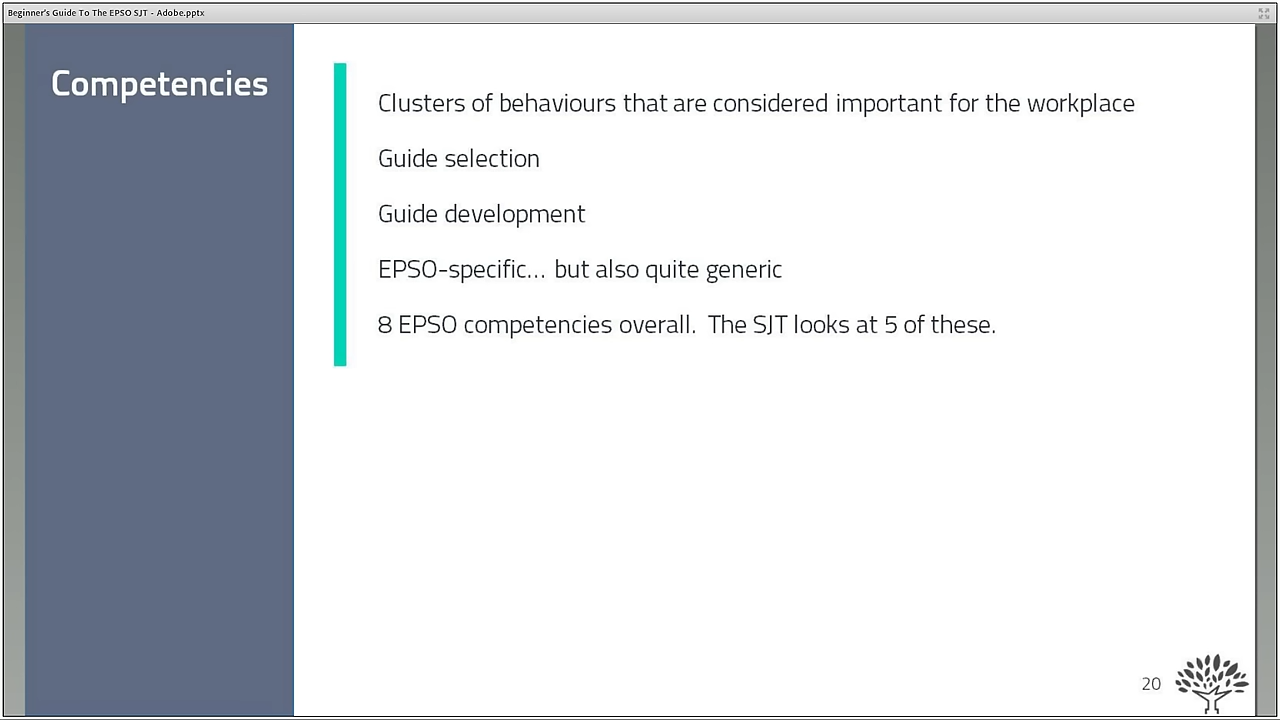 Beginner's Guide To The EPSO SJT - Adobe.pptx
Competencies
Clusters of behaviours that are considered important for the workplace
Guide selection
Guide development
EPSO-specific... but also quite generic
8 EPSO competencies overall.  The SJT looks at 5 of these.
20